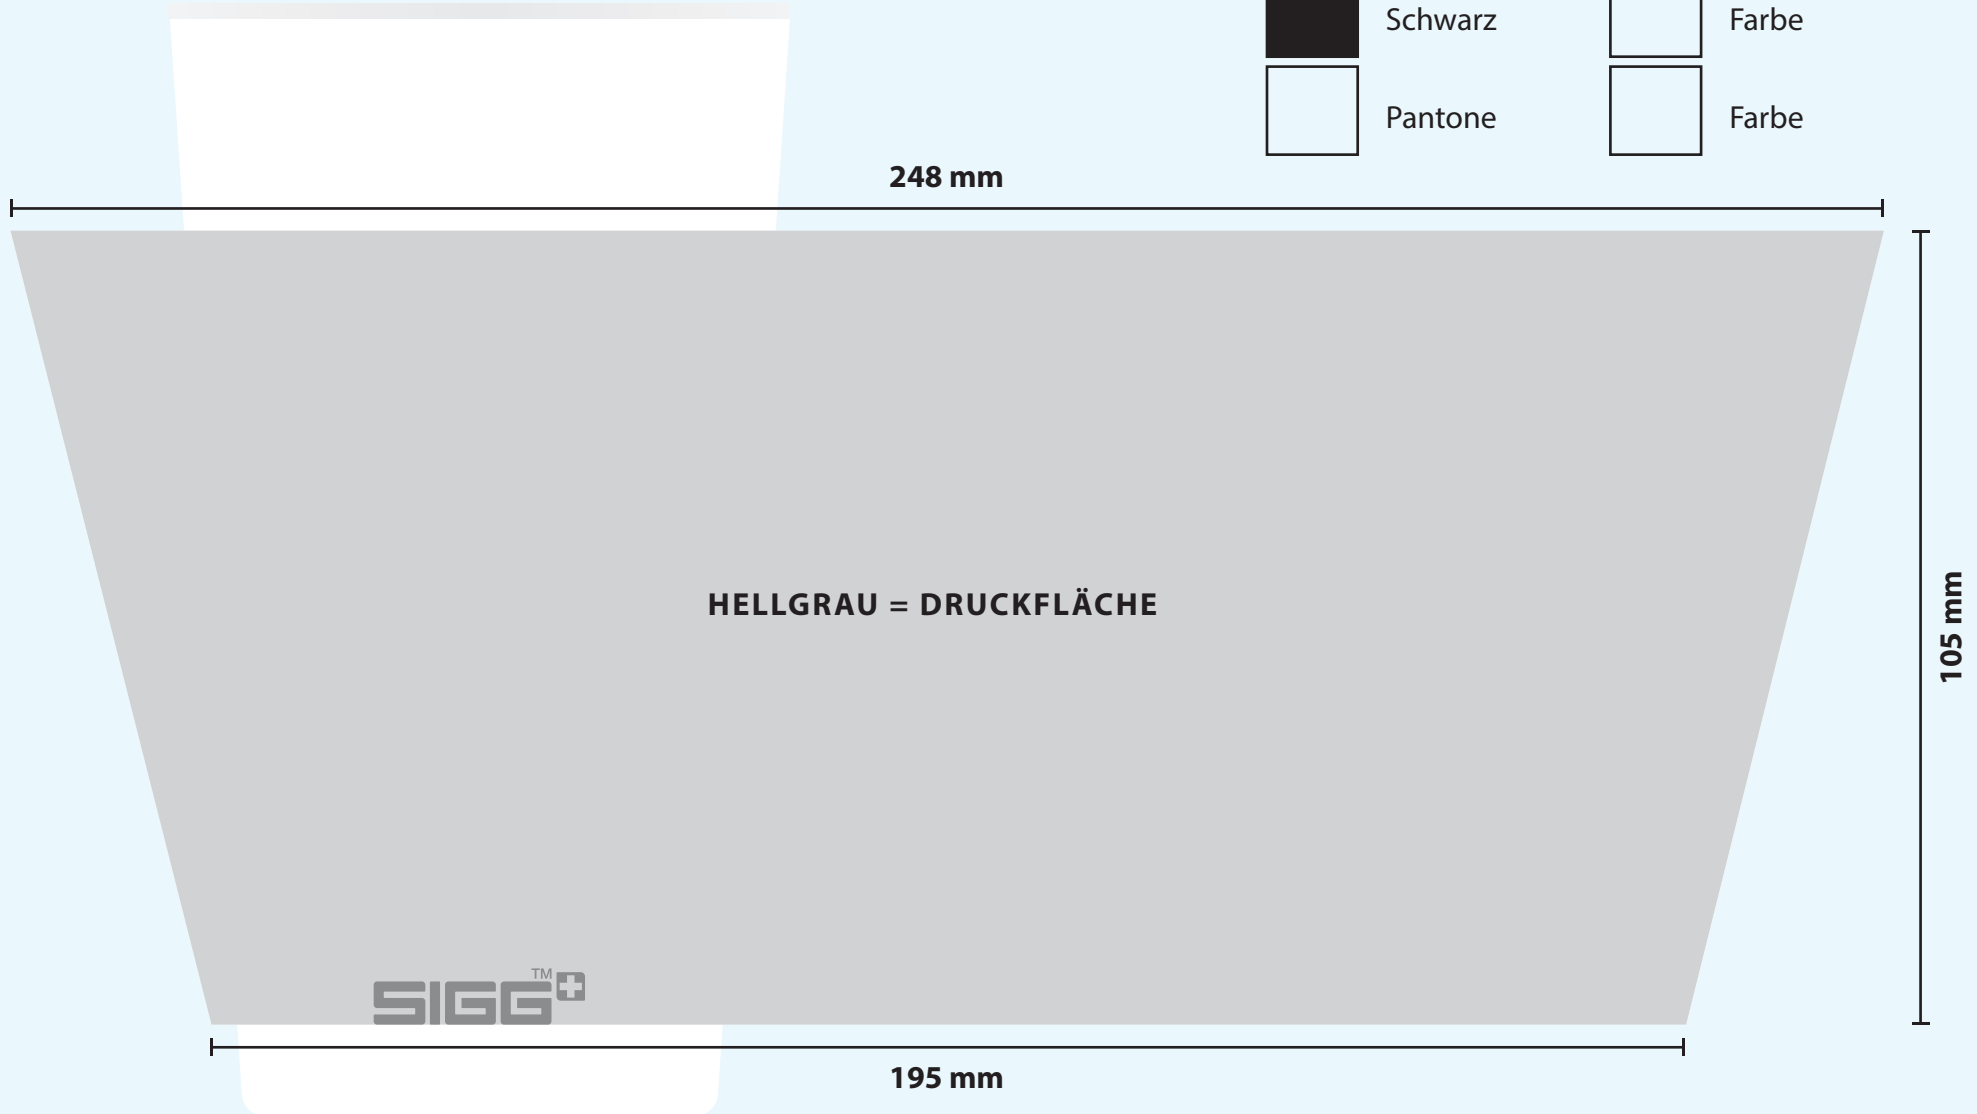 Schwarz Farbe
Pantone Farbe
248 mm
HELLGRAU = DRUCKFLÄCHE
105 mm
SIGG™
195 mm